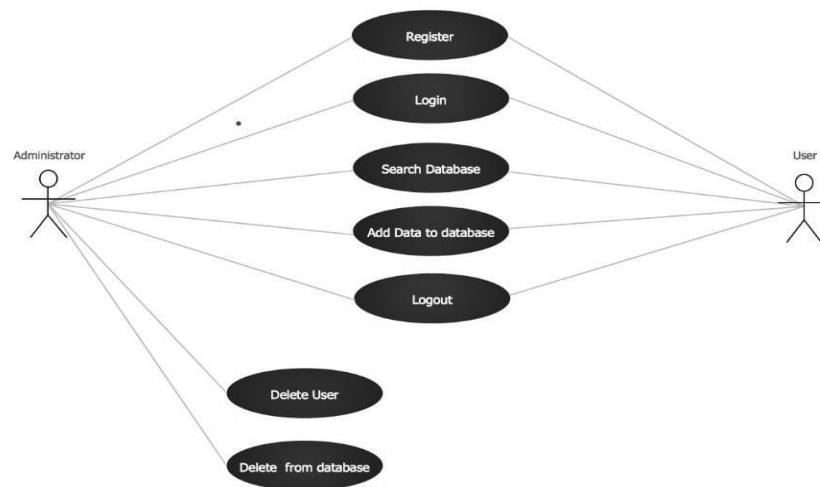 Register
Login
Administrator
User
Search Database
Add Data to database
Logout
Delete User
Delete from database